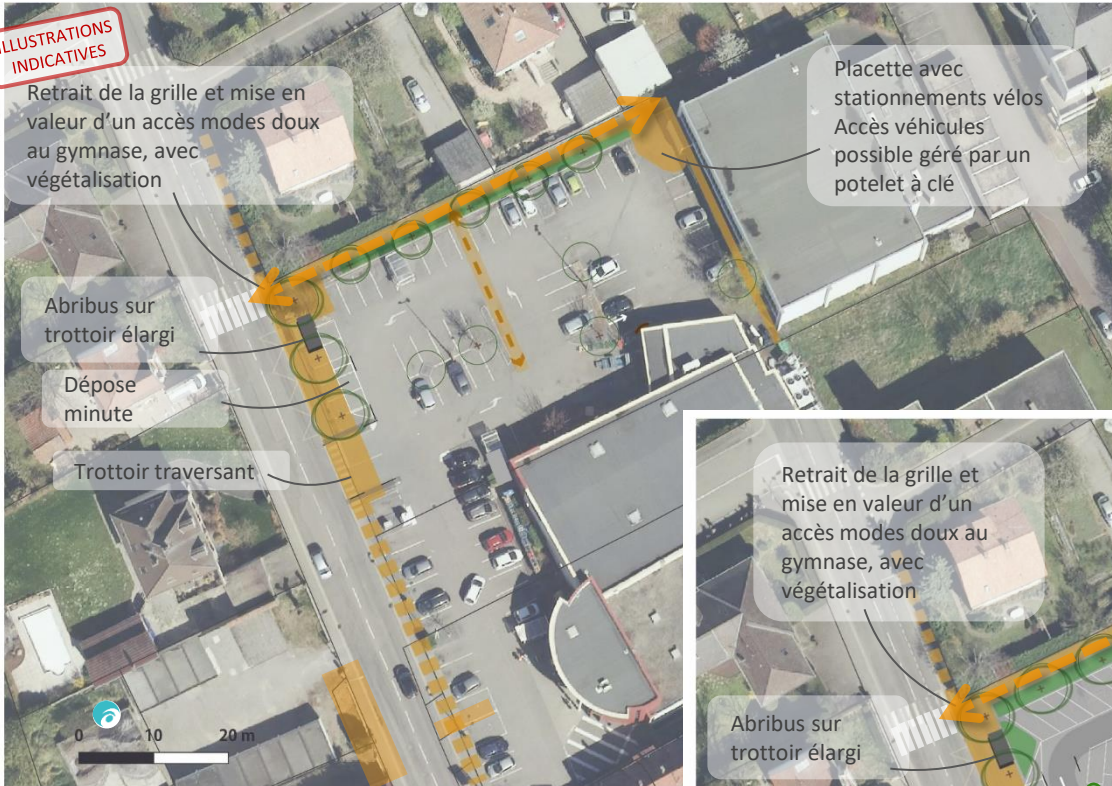 ILLUSTRATIONS
INDICATIVES
Retrait de la grille et mise en
valeur d'un accès modes doux
au gymnase, avec
végétalisation
Placette avec
stationnements vélos
Accès véhicules
possible géré par un
potelet à clé
Abribus sur
trottoir élargi
Dépose
minute
Trottoir traversant
0 10 20 m
Retrait de la grille et
mise en valeur d'un
accès modes doux au
gymnase, avec
végétalisation
Abribus sur
trottoir élargi